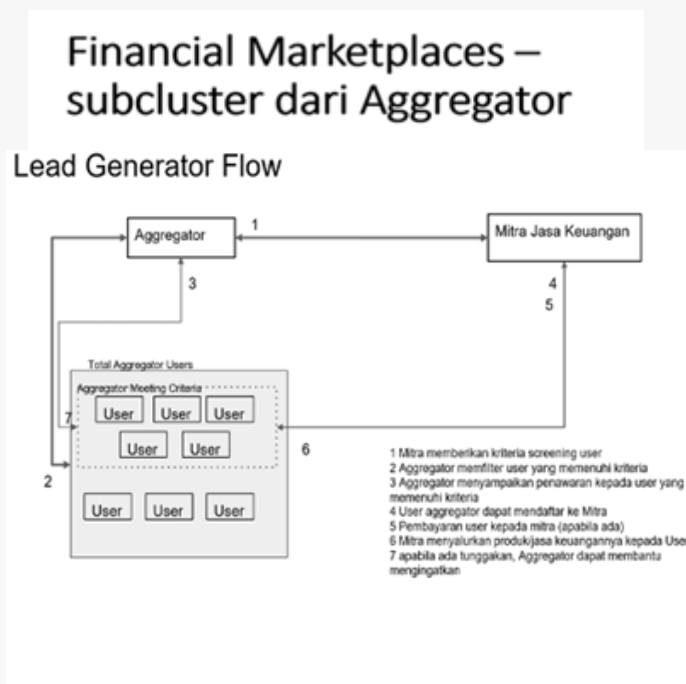 Financial Marketplaces –
subcluster dari Aggregator
Lead Generator Flow
Aggregator
1
Mitra Jasa Keuangan
3
4
5
Total Aggregator Users
Aggregator Meeting Criteria
7
User User User
User User
6
2
User User User
1 Mitra memberikan kriteria screening user
2 Aggregator memfilter user yang memenuhi kriteria
3 Aggregator menyampaikan penawaran kepada user yang
memenuhi kriteria
4 User aggregator dapat mendaftar ke Mitra
5 Pembayaran user kepada mitra (apabila ada)
6 Mitra menyalurkan produk/jasa keuangannya kepada Use
7 apabila ada tunggakan, Aggregator dapat membantu
mengingatkan